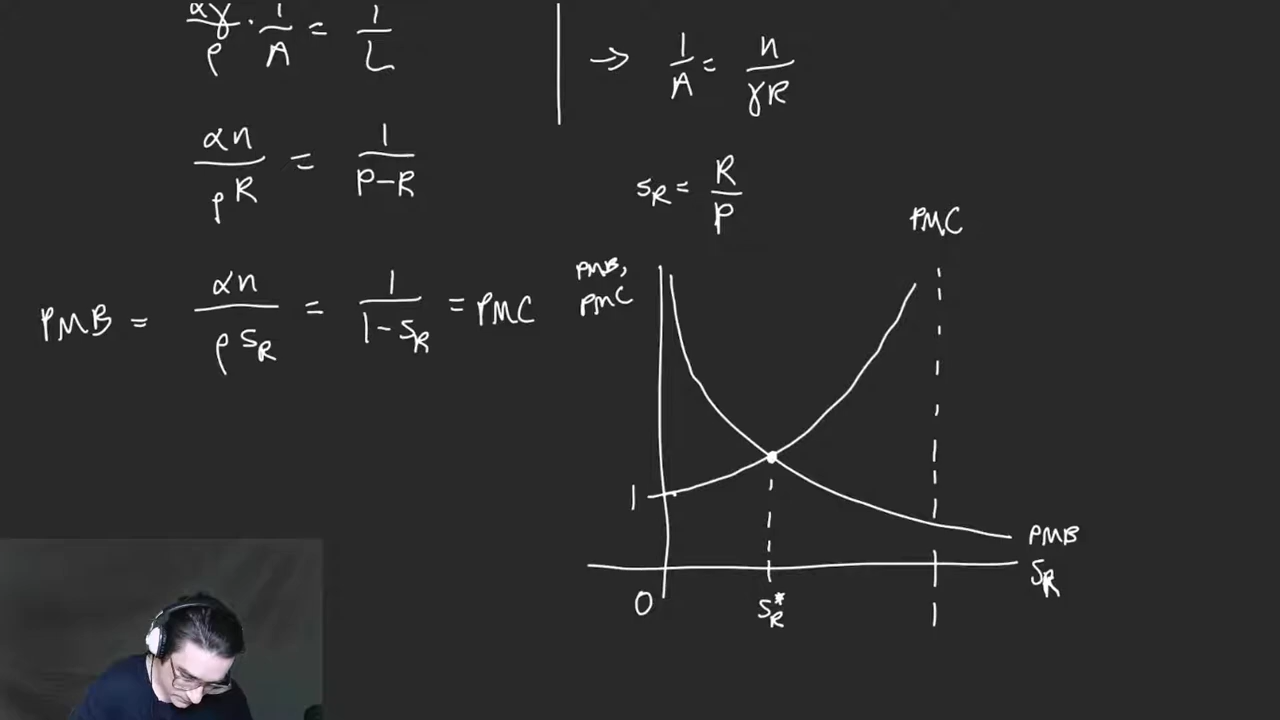 αγ/ρ · 1/A = 1/L
→ 1/A = n/γR
αn/ρR = 1/P−R
s_R = R/P
PMB = αn/ρs_R = 1/1−s_R = PMC
PMB,
PMC
PMC
1
PMB
s_R
0
s_R*